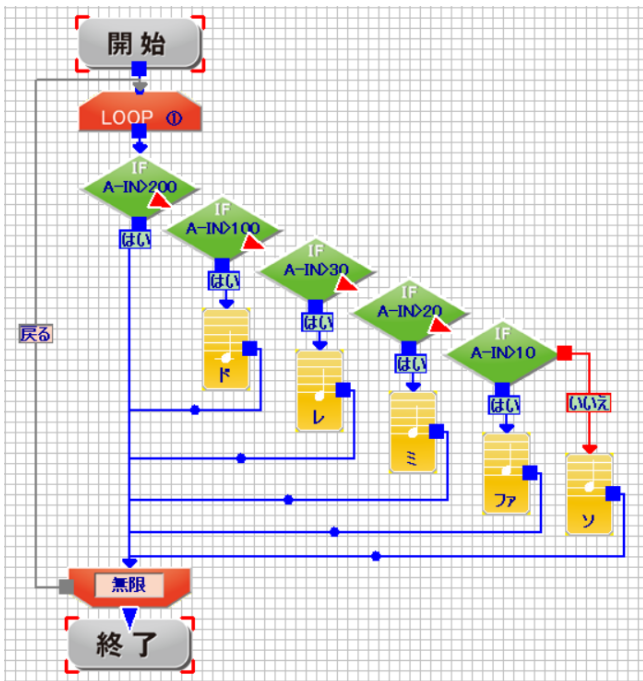 開始
LOOP ①
IF
A-IN>200
はい
IF
A-IN>100
はい
IF
A-IN>30
はい
IF
A-IN>20
はい
IF
A-IN>10
はい
いいえ
戻る
ド
レ
ミ
ファ
ソ
無限
終了